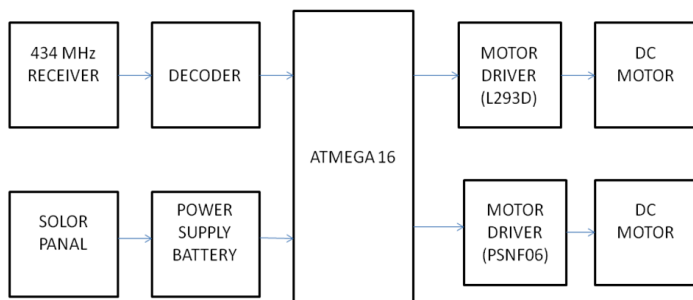 434 MHz
RECEIVER
DECODER
ATMEGA 16
MOTOR
DRIVER
(L293D)
DC
MOTOR
SOLOR
PANAL
POWER
SUPPLY
BATTERY
MOTOR
DRIVER
(PSNF06)
DC
MOTOR